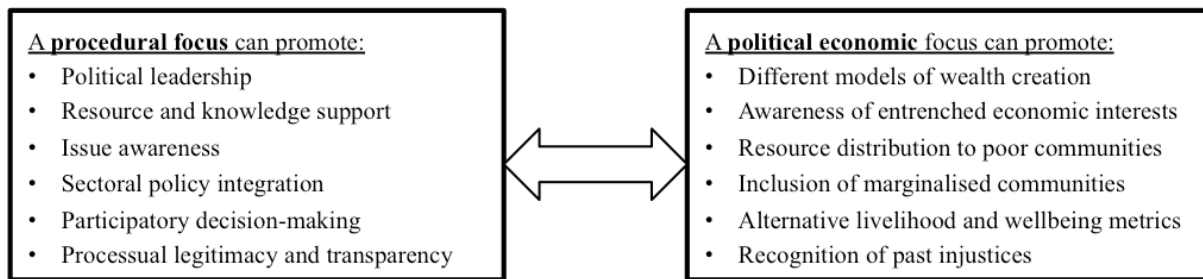 A procedural focus can promote:
• Political leadership
• Resource and knowledge support
• Issue awareness
• Sectoral policy integration
• Participatory decision-making
• Processual legitimacy and transparency
A political economic focus can promote:
• Different models of wealth creation
• Awareness of entrenched economic interests
• Resource distribution to poor communities
• Inclusion of marginalised communities
• Alternative livelihood and wellbeing metrics
• Recognition of past injustices